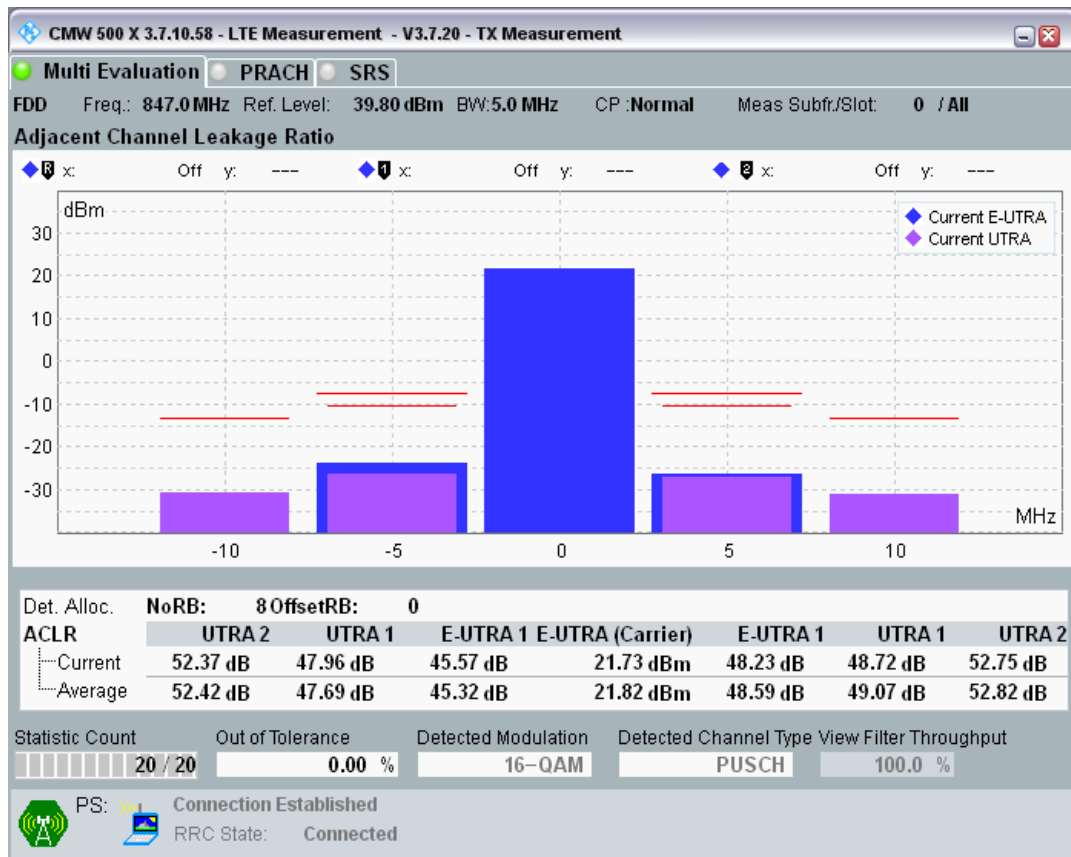 CMW 500 X 3.7.10.58 - LTE Measurement - V3.7.20 - TX Measurement
Multi Evaluation PRACH SRS
FDD Freq.: 847.0 MHz Ref. Level: 39.80 dBm BW:5.0 MHz CP :Normal Meas Subfr./Slot: 0 / All
Adjacent Channel Leakage Ratio
R x: Off y: --- 1 x: Off y: --- 2 x: Off y: ---
dBm
Current E-UTRA
Current UTRA
30
20
10
0
-10
-20
-30
MHz
-10 -5 0 5 10
Det. Alloc. NoRB: 8 OffsetRB: 0
ACLR UTRA 2 UTRA 1 E-UTRA 1 E-UTRA (Carrier) E-UTRA 1 UTRA 1 UTRA 2
Current 52.37 dB 47.96 dB 45.57 dB 21.73 dBm 48.23 dB 48.72 dB 52.75 dB
Average 52.42 dB 47.69 dB 45.32 dB 21.82 dBm 48.59 dB 49.07 dB 52.82 dB
Statistic Count Out of Tolerance Detected Modulation Detected Channel Type View Filter Throughput
20 / 20 0.00 % 16-QAM PUSCH 100.0 %
PS: Connection Established
RRC State: Connected